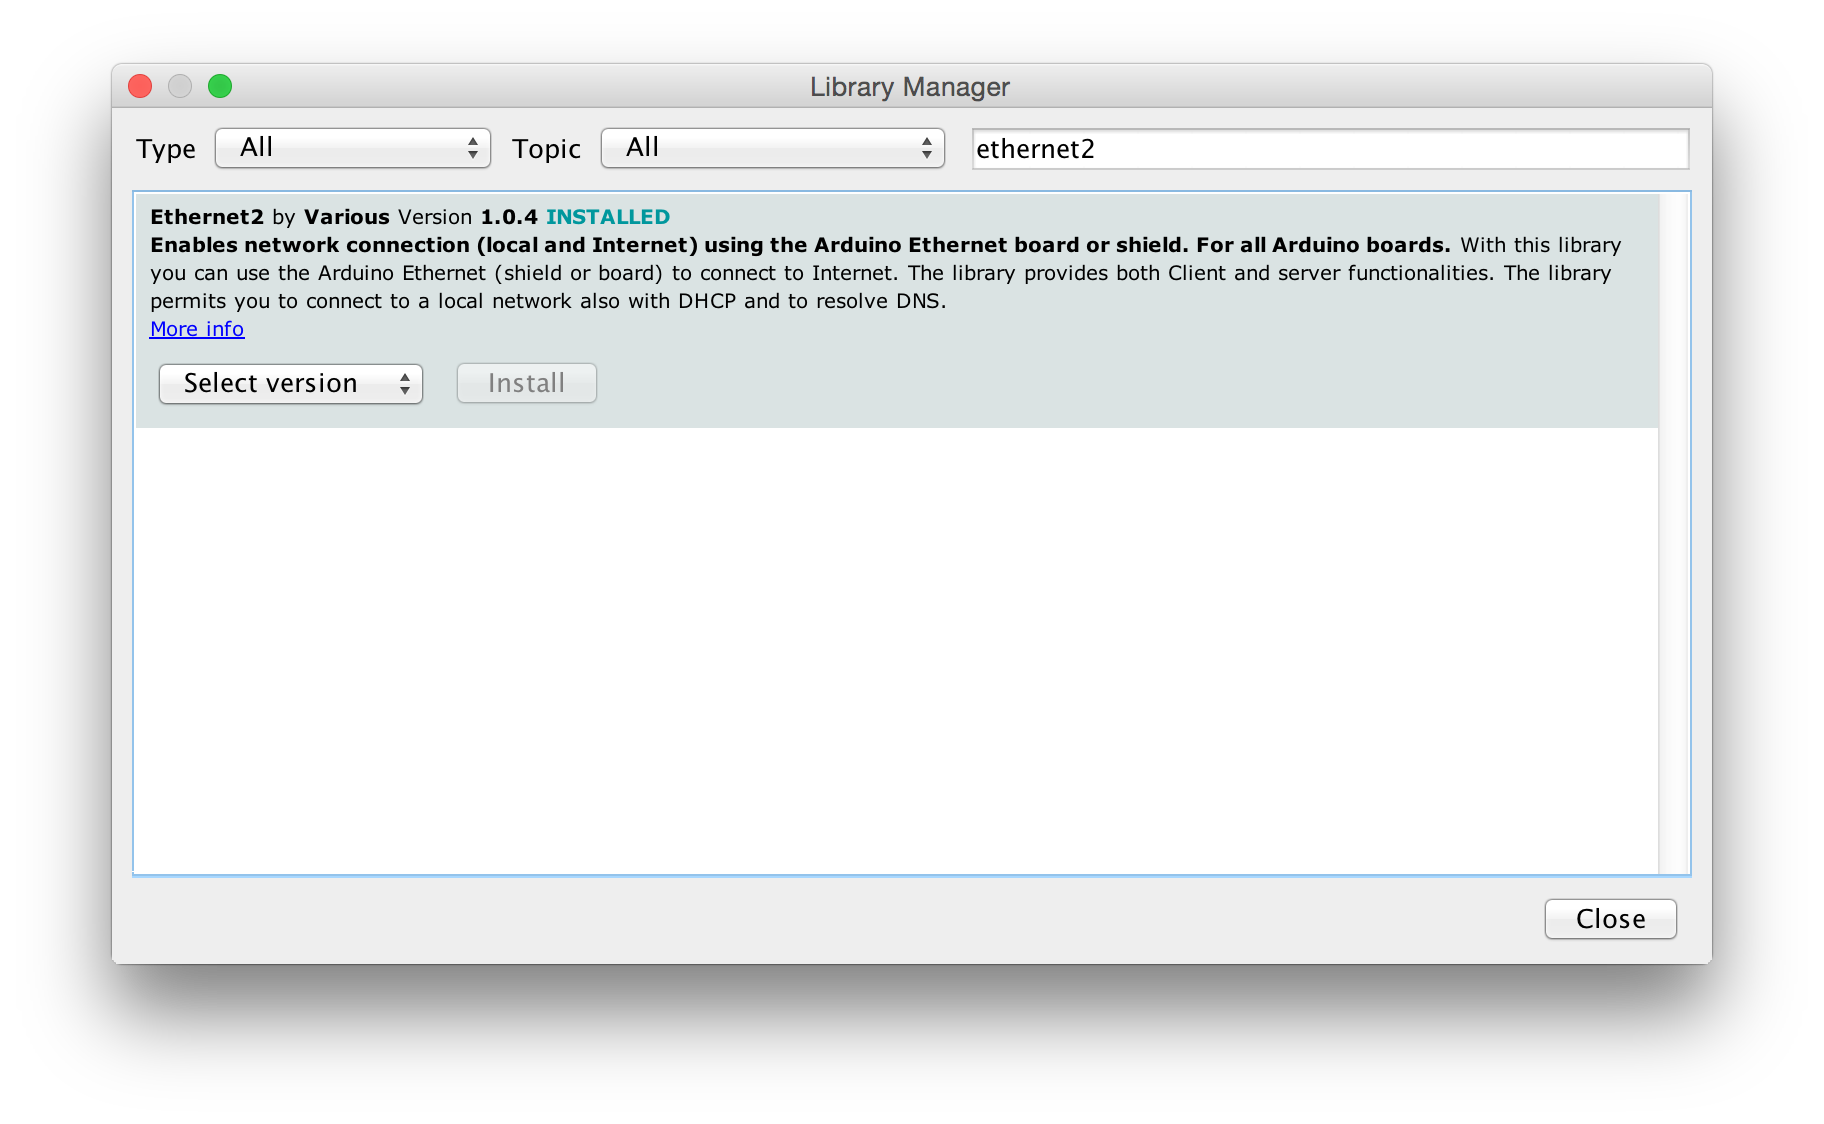 Library Manager
Type All Topic All ethernet2
Ethernet2 by Various Version 1.0.4 INSTALLED
Enables network connection (local and Internet) using the Arduino Ethernet board or shield. For all Arduino boards. With this library
you can use the Arduino Ethernet (shield or board) to connect to Internet. The library provides both Client and server functionalities. The library
permits you to connect to a local network also with DHCP and to resolve DNS.
More info
Select version Install
Close